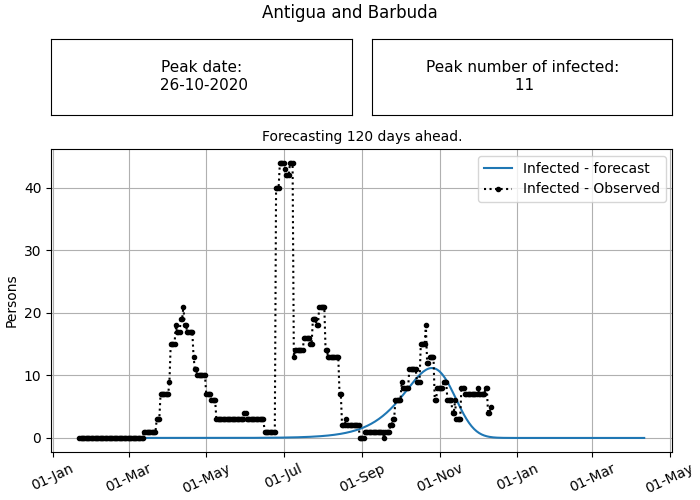 Antigua and Barbuda
Peak date:
26-10-2020
Peak number of infected:
11
Forecasting 120 days ahead.
Infected - forecast
Infected - Observed
Persons
40
30
20
10
0
01-Jan
01-Mar
01-May
01-Jul
01-Sep
01-Nov
01-Jan
01-Mar
01-May